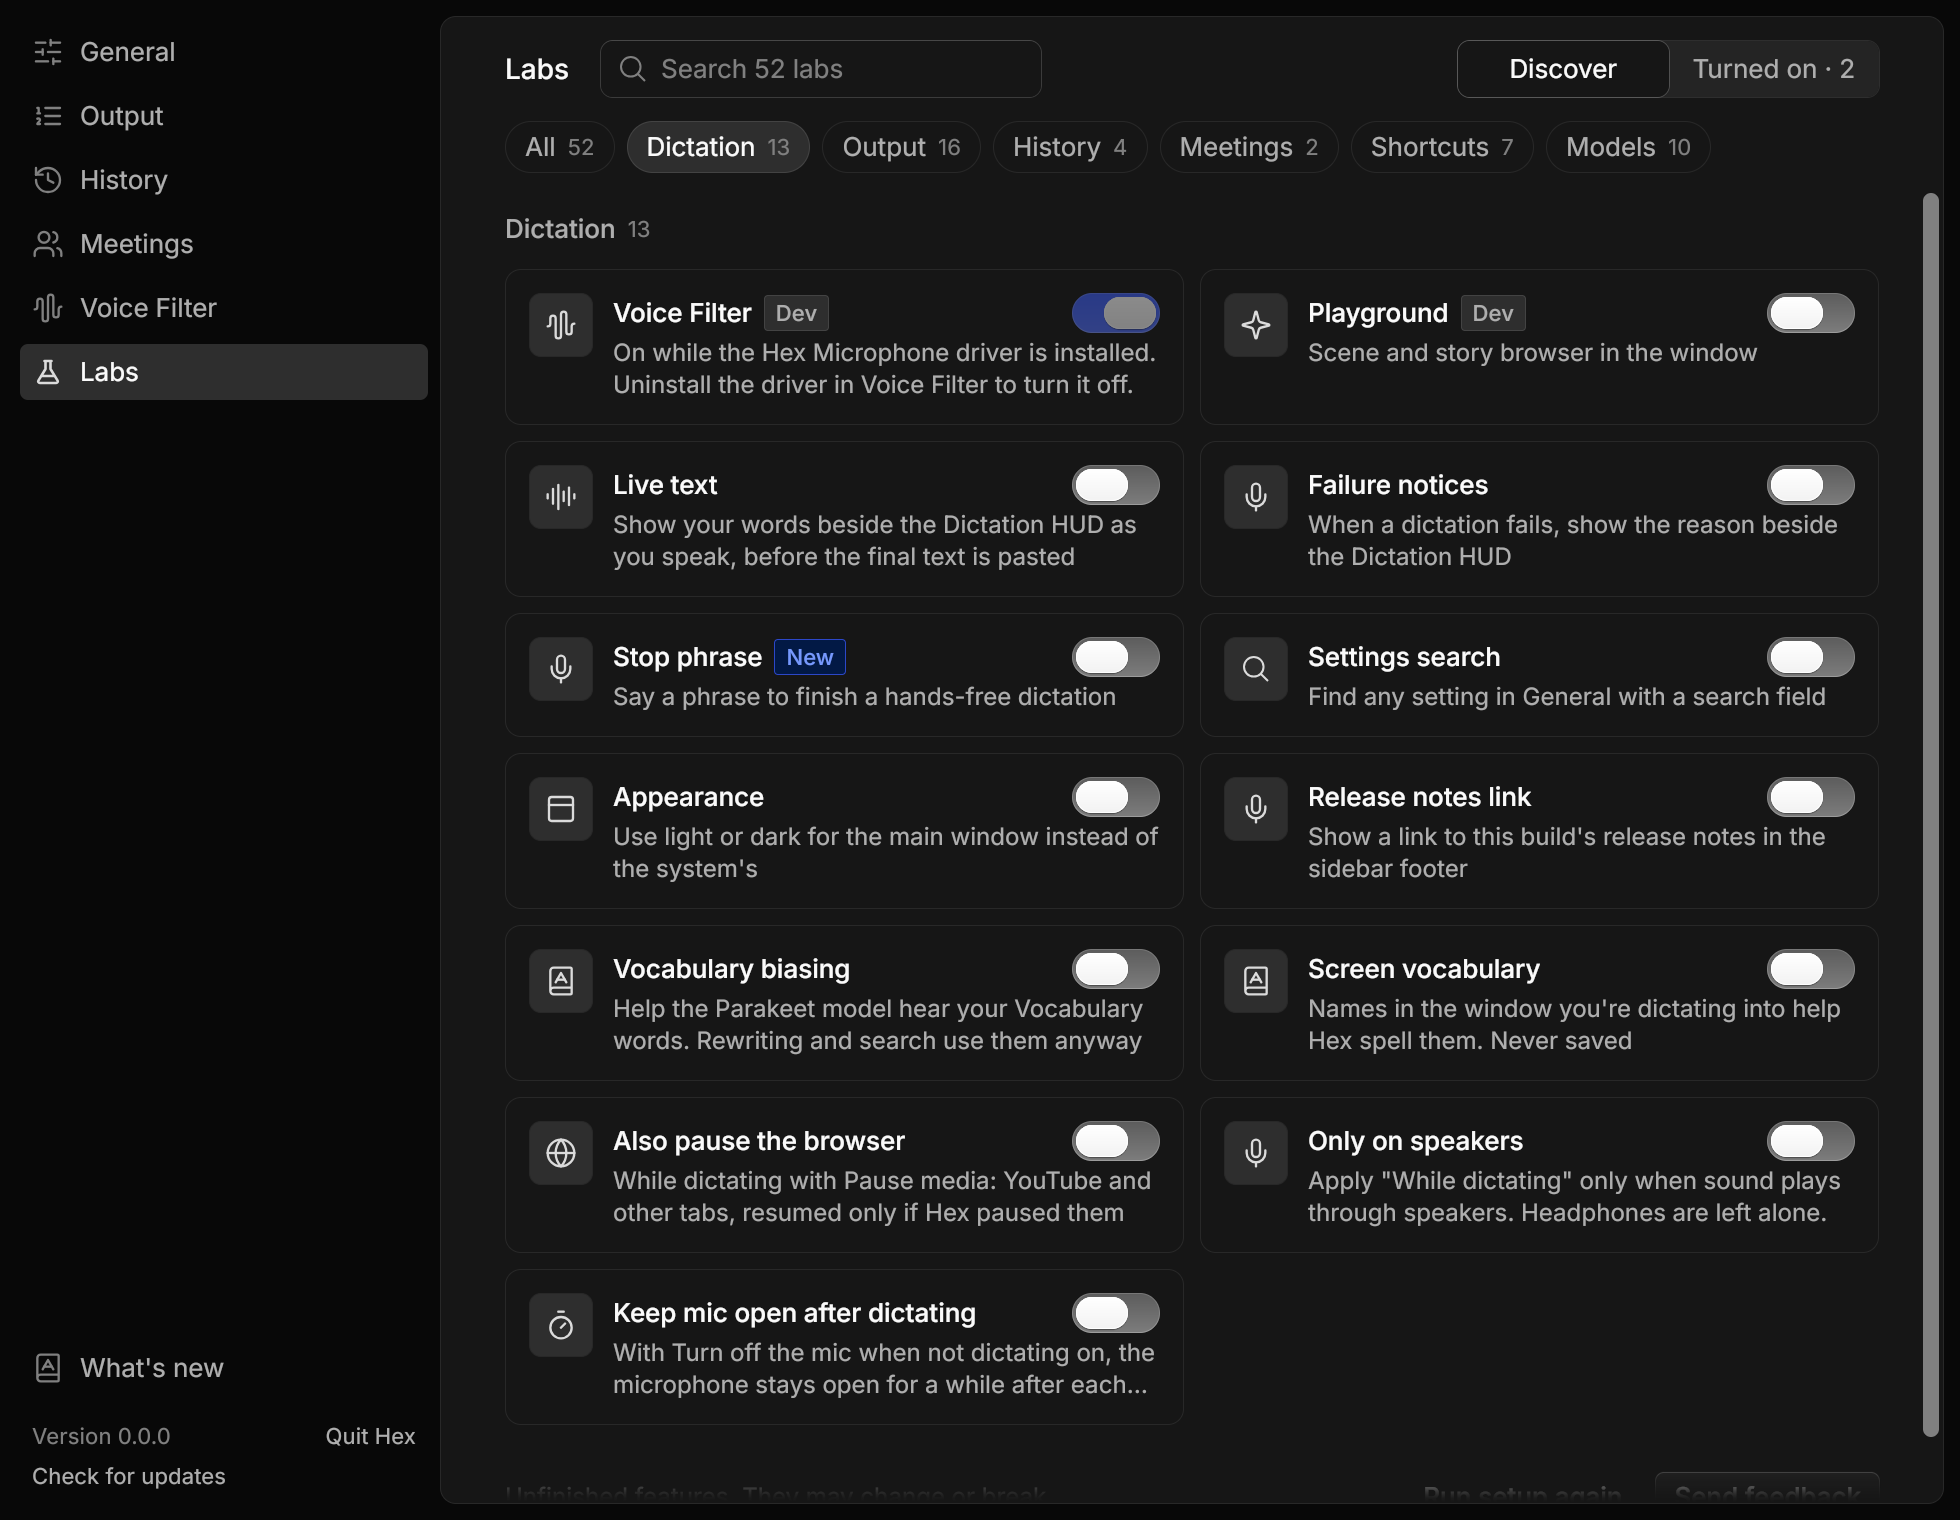 General
Output
History
Meetings
Voice Filter
Labs
What's new
Version 0.0.0
Quit Hex
Check for updates
Labs
Search 52 labs
Discover
Turned on · 2
All 52
Dictation 13
Output 16
History 4
Meetings 2
Shortcuts 7
Models 10
Dictation 13
Voice Filter Dev
On while the Hex Microphone driver is installed.
Uninstall the driver in Voice Filter to turn it off.
Playground Dev
Scene and story browser in the window
Live text
Show your words beside the Dictation HUD as
you speak, before the final text is pasted
Failure notices
When a dictation fails, show the reason beside
the Dictation HUD
Stop phrase New
Say a phrase to finish a hands-free dictation
Settings search
Find any setting in General with a search field
Appearance
Use light or dark for the main window instead of
the system's
Release notes link
Show a link to this build's release notes in the
sidebar footer
Vocabulary biasing
Help the Parakeet model hear your Vocabulary
words. Rewriting and search use them anyway
Screen vocabulary
Names in the window you're dictating into help
Hex spell them. Never saved
Also pause the browser
While dictating with Pause media: YouTube and
other tabs, resumed only if Hex paused them
Only on speakers
Apply "While dictating" only when sound plays
through speakers. Headphones are left alone.
Keep mic open after dictating
With Turn off the mic when not dictating on, the
microphone stays open for a while after each...
Unfinished features. They may change or break
Run setup again
Send feedback